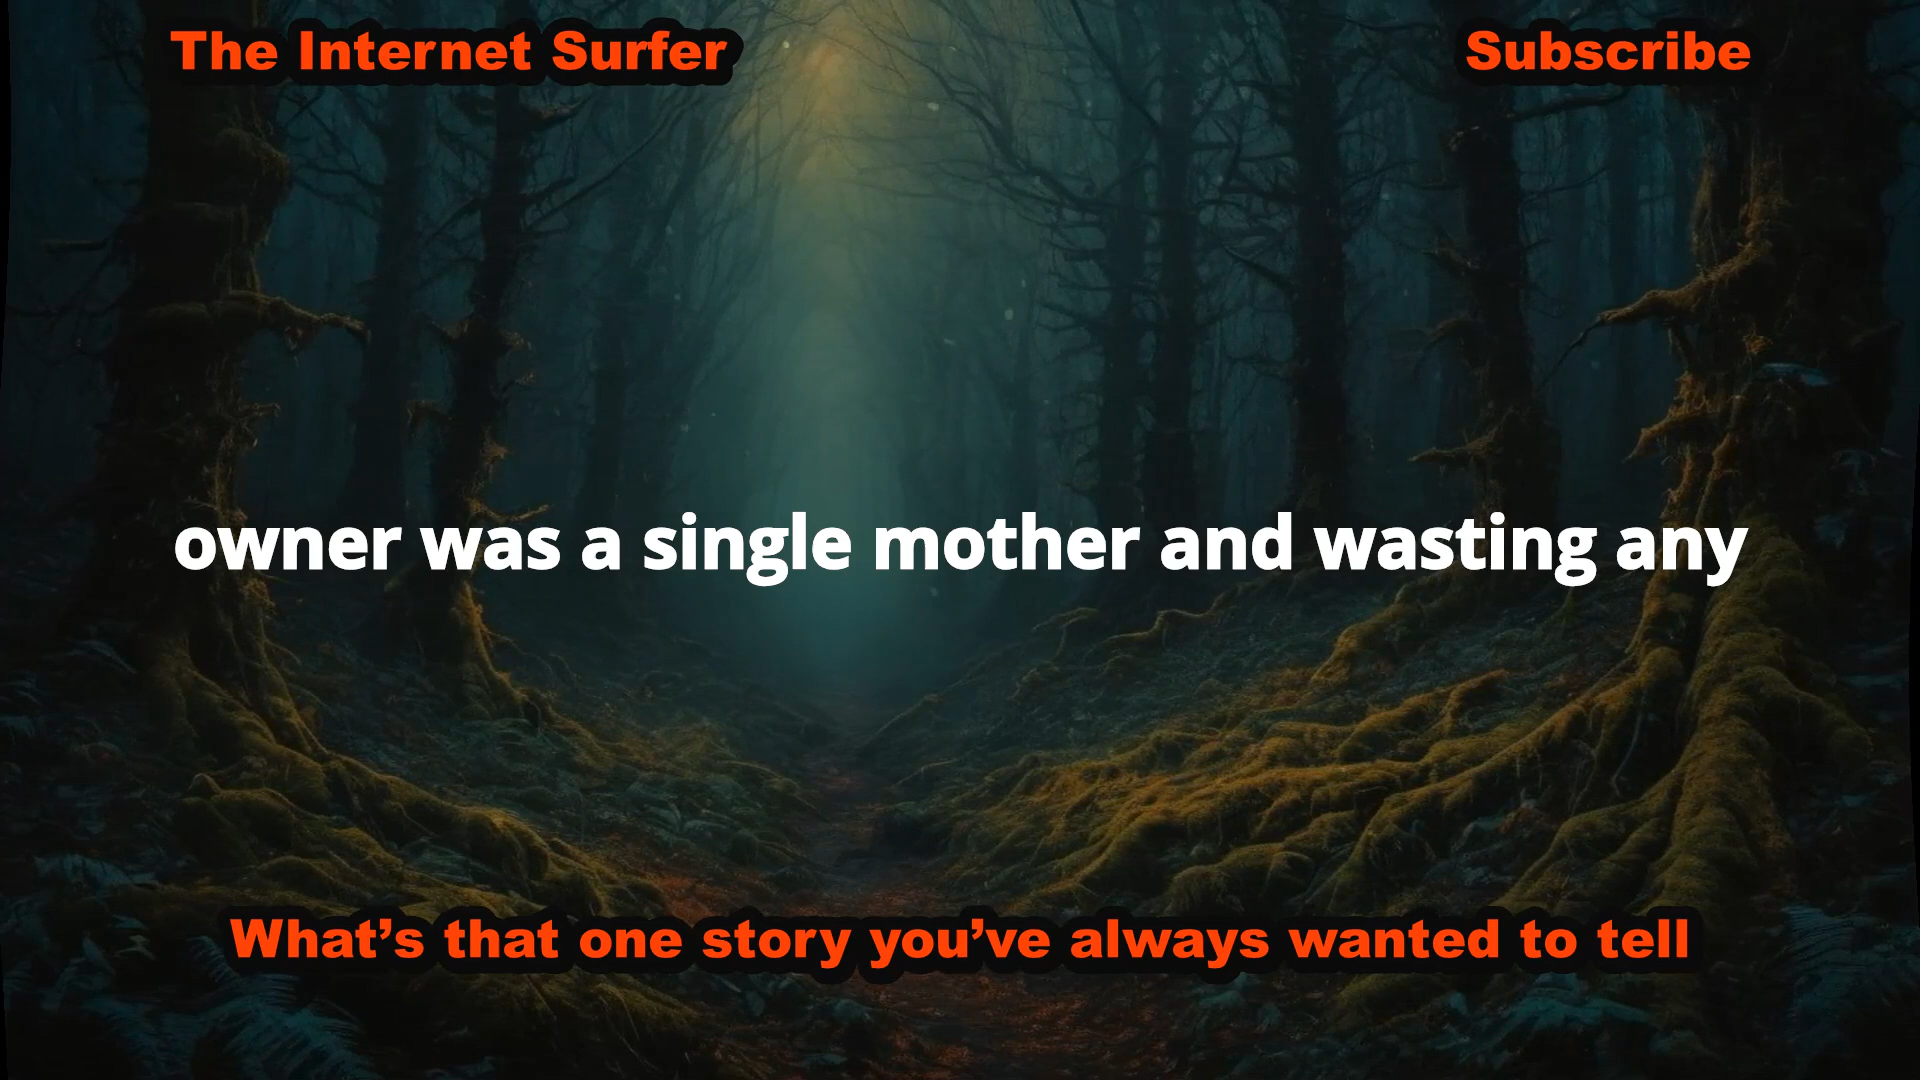 The Internet Surfer
Subscribe
owner was a single mother and wasting any
What’s that one story you’ve always wanted to tell